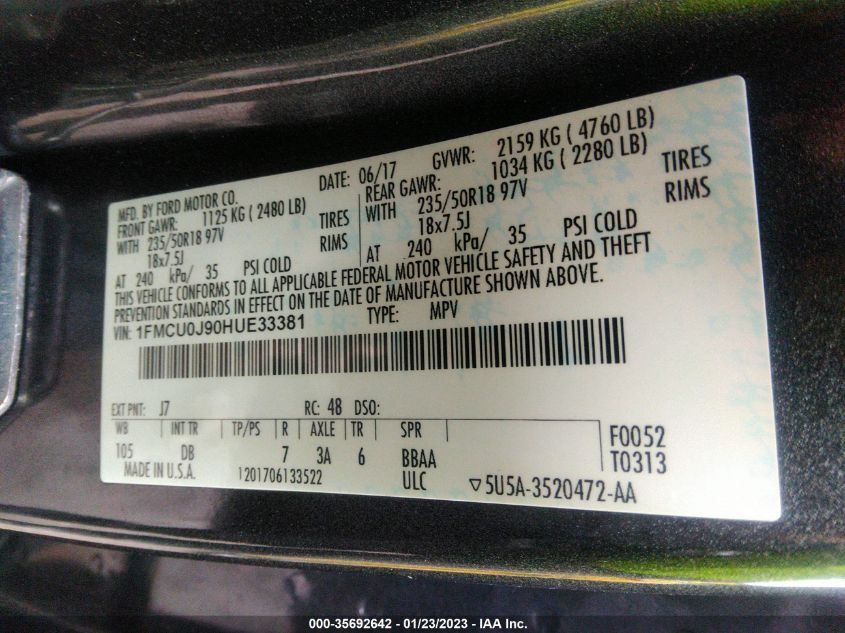 MFD. BY FORD MOTOR CO.
DATE: 06/17 GVWR: 2159 KG ( 4760 LB)
FRONT GAWR: 1125 KG ( 2480 LB) REAR GAWR: 1034 KG ( 2280 LB)
WITH 235/50R18 97V TIRES WITH 235/50R18 97V TIRES
18x7.5J RIMS 18x7.5J RIMS
AT 240 kPa/ 35 PSI COLD AT 240 kPa/ 35 PSI COLD
THIS VEHICLE CONFORMS TO ALL APPLICABLE FEDERAL MOTOR VEHICLE SAFETY AND THEFT
PREVENTION STANDARDS IN EFFECT ON THE DATE OF MANUFACTURE SHOWN ABOVE.
VIN: 1FMCU0J90HUE33381 TYPE: MPV
EXT PNT: J7 RC: 48 DSO:
WB INT TR TP/PS R AXLE TR SPR F0052
105 DB 7 3A 6 BBAA T0313
MADE IN U.S.A. 1201706133522 ULC ▽5U5A-3520472-AA
000-35692642 / 01/23/2023 - IAA Inc.